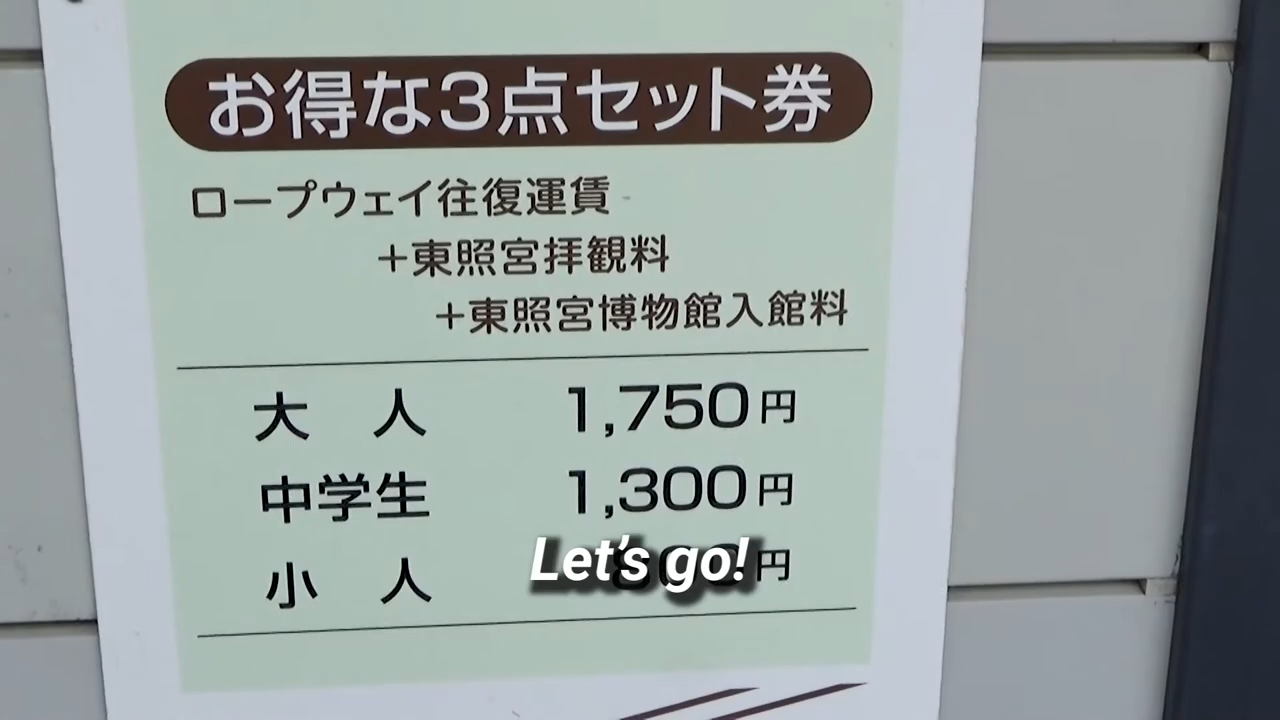 お得な3点セット券
ロープウェイ往復運賃
+東照宮拝観料
+東照宮博物館入館料
大 人 1,750円
中学生 1,300円
小 人 円
Let's go!